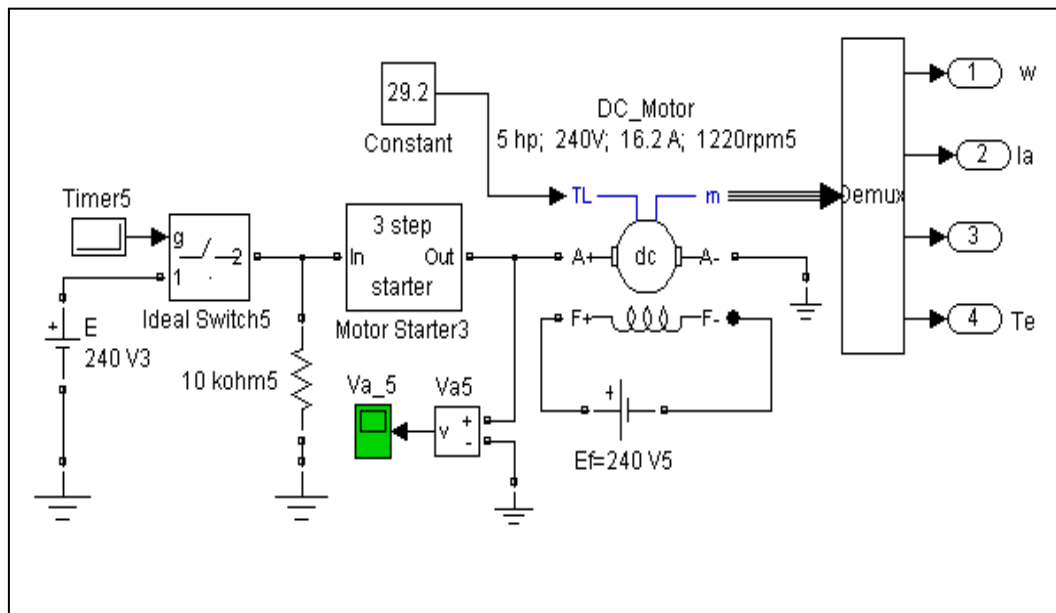 1 w
29.2
Constant
DC_Motor
5 hp; 240V; 16.2 A; 1220rpm5
2 Ia
Timer5
TL m
Demux
g
1 2
3 step
starter
In Out
A+ dc A-
3
Ideal Switch5
Motor Starter3
+ E
240 V3
F+ F-
4 Te
10 kohm5
Va_5 Va5
v + -
+
Ef=240 V5